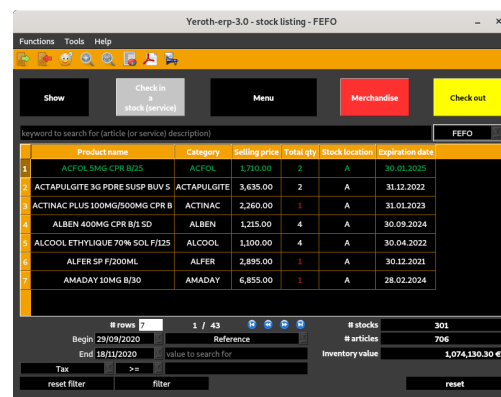 Yeroth-erp-3.0 - stock listing - FEFO
Functions Tools Help
Show
Check in
a
stock (service)
Menu
Merchandise
Check out
keyword to search for (article (or service) description)
FEFO
Product name Category Selling price Total qty Stock location Expiration date
1 ACFOL 5MG CPR B/25 ACFOL 1,710.00 2 A 30.01.2025
2 ACTAPULGITE 3G PDRE SUSP BUV S ACTAPULGITE 3,635.00 2 A 31.12.2022
3 ACTINAC PLUS 100MG/500MG CPR B ACTINAC 2,260.00 1 A 31.01.2023
4 ALBEN 400MG CPR B/1 SD ALBEN 1,215.00 4 A 30.09.2024
5 ALCOOL ETHYLIQUE 70% SOL F/125 ALCOOL 1,100.00 4 A 30.04.2022
6 ALFER SP F/200ML ALFER 2,895.00 1 A 30.12.2021
7 AMADAY 10MG B/30 AMADAY 6,855.00 1 A 28.02.2024
# rows 7 1 / 43 # stocks 301
Begin 29/09/2020 Reference # articles 706
End 18/11/2020 value to search for Inventory value 1,074,130.30 €
Tax >=
reset filter filter reset